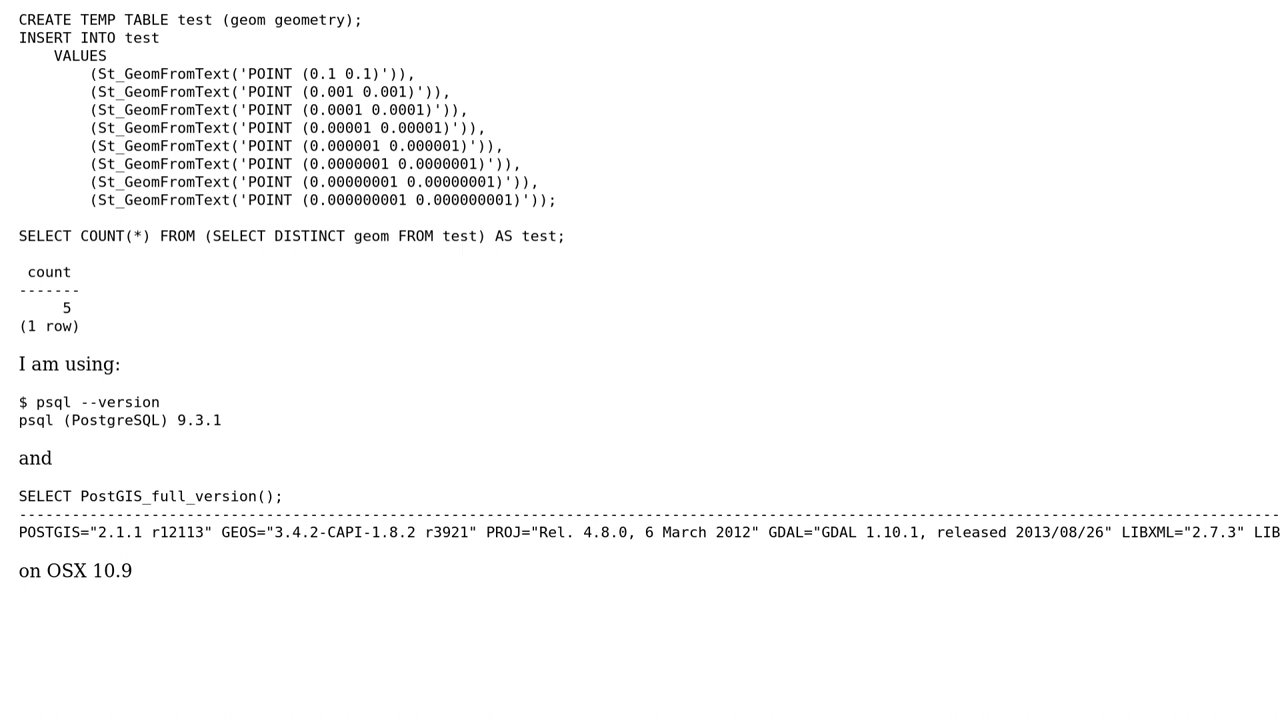 CREATE TEMP TABLE test (geom geometry);
INSERT INTO test
    VALUES
        (St_GeomFromText('POINT (0.1 0.1)')),
        (St_GeomFromText('POINT (0.001 0.001)')),
        (St_GeomFromText('POINT (0.0001 0.0001)')),
        (St_GeomFromText('POINT (0.00001 0.00001)')),
        (St_GeomFromText('POINT (0.000001 0.000001)')),
        (St_GeomFromText('POINT (0.0000001 0.0000001)')),
        (St_GeomFromText('POINT (0.00000001 0.00000001)')),
        (St_GeomFromText('POINT (0.000000001 0.000000001)'));
SELECT COUNT(*) FROM (SELECT DISTINCT geom FROM test) AS test;
 count
-------
     5
(1 row)
I am using:
$ psql --version
psql (PostgreSQL) 9.3.1
and
SELECT PostGIS_full_version();
-----------------------------------------------------------------------------------------------------------------------------------------------
POSTGIS="2.1.1 r12113" GEOS="3.4.2-CAPI-1.8.2 r3921" PROJ="Rel. 4.8.0, 6 March 2012" GDAL="GDAL 1.10.1, released 2013/08/26" LIBXML="2.7.3" LIB
on OSX 10.9